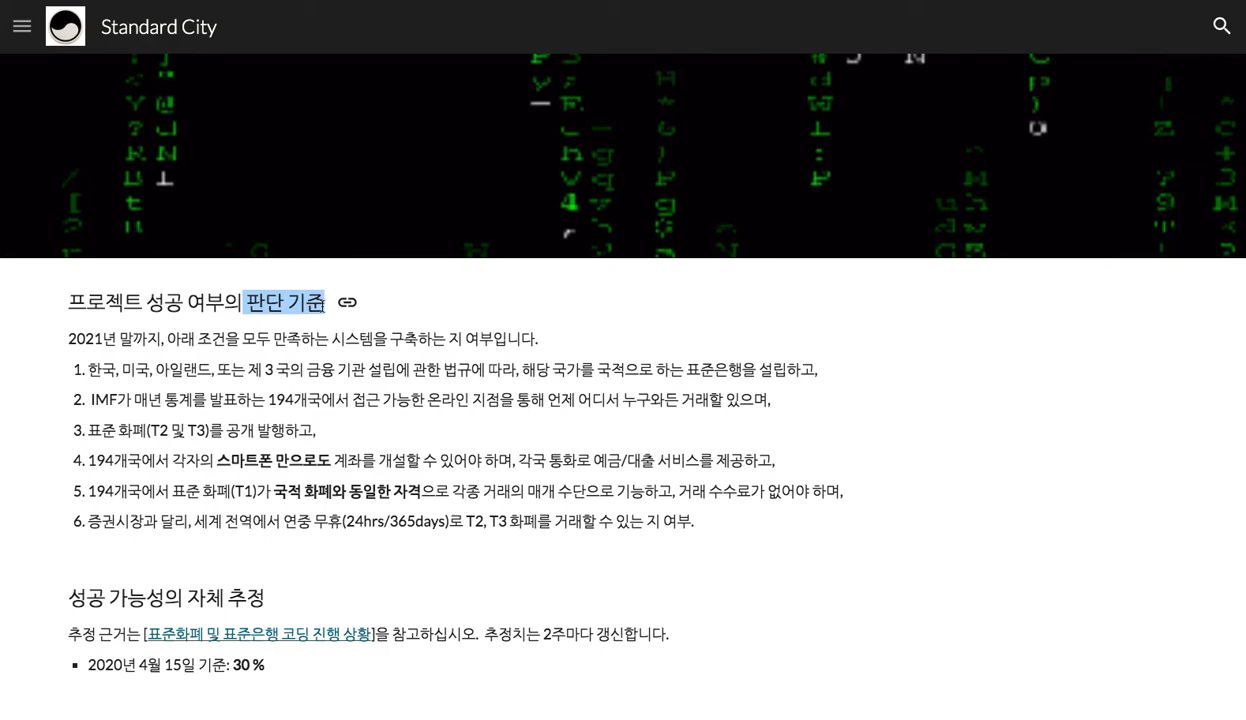 Standard City
프로젝트 성공 여부의 판단 기준
2021년 말까지, 아래 조건을 모두 만족하는 시스템을 구축하는 지 여부입니다.
1. 한국, 미국, 아일랜드, 또는 제 3 국의 금융 기관 설립에 관한 법규에 따라, 해당 국가를 국적으로 하는 표준은행을 설립하고,
2. IMF가 매년 통계를 발표하는 194개국에서 접근 가능한 온라인 지점을 통해 언제 어디서 누구와든 거래할 있으며,
3. 표준 화폐(T2 및 T3)를 공개 발행하고,
4. 194개국에서 각자의 스마트폰 만으로도 계좌를 개설할 수 있어야 하며, 각국 통화로 예금/대출 서비스를 제공하고,
5. 194개국에서 표준 화폐(T1)가 국적 화폐와 동일한 자격으로 각종 거래의 매개 수단으로 기능하고, 거래 수수료가 없어야 하며,
6. 증권시장과 달리, 세계 전역에서 연중 무휴(24hrs/365days)로 T2, T3 화폐를 거래할 수 있는 지 여부.
성공 가능성의 자체 추정
추정 근거는 [표준화폐 및 표준은행 코딩 진행 상황]을 참고하십시오. 추정치는 2주마다 갱신합니다.
▪ 2020년 4월 15일 기준: 30 %